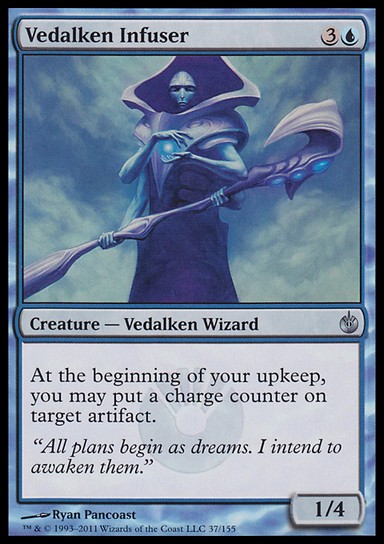 Vedalken Infuser 3
Creature — Vedalken Wizard
At the beginning of your upkeep,
you may put a charge counter on
target artifact.
“All plans begin as dreams. I intend to
awaken them.”
Ryan Pancoast
1/4
™ & © 1993–2011 Wizards of the Coast LLC 37/155